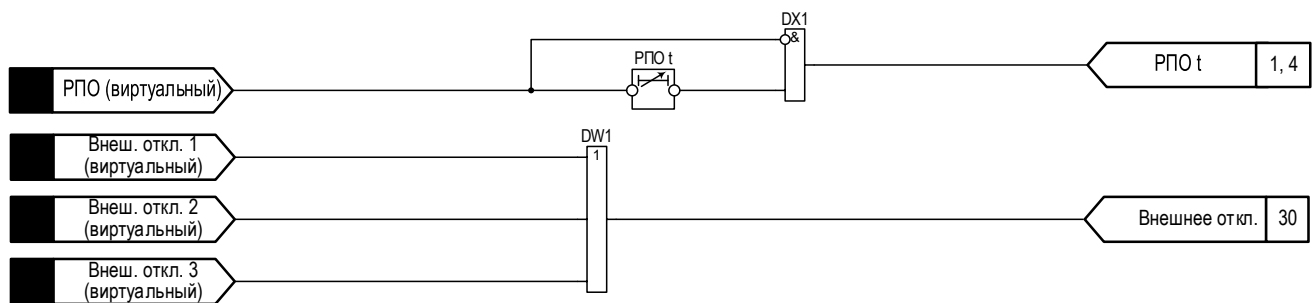 DX1
&
РПО t
РПО (виртуальный)
РПО t
1, 4
DW1
1
Внеш. откл. 1
(виртуальный)
Внеш. откл. 2
(виртуальный)
Внешнее откл.
30
Внеш. откл. 3
(виртуальный)